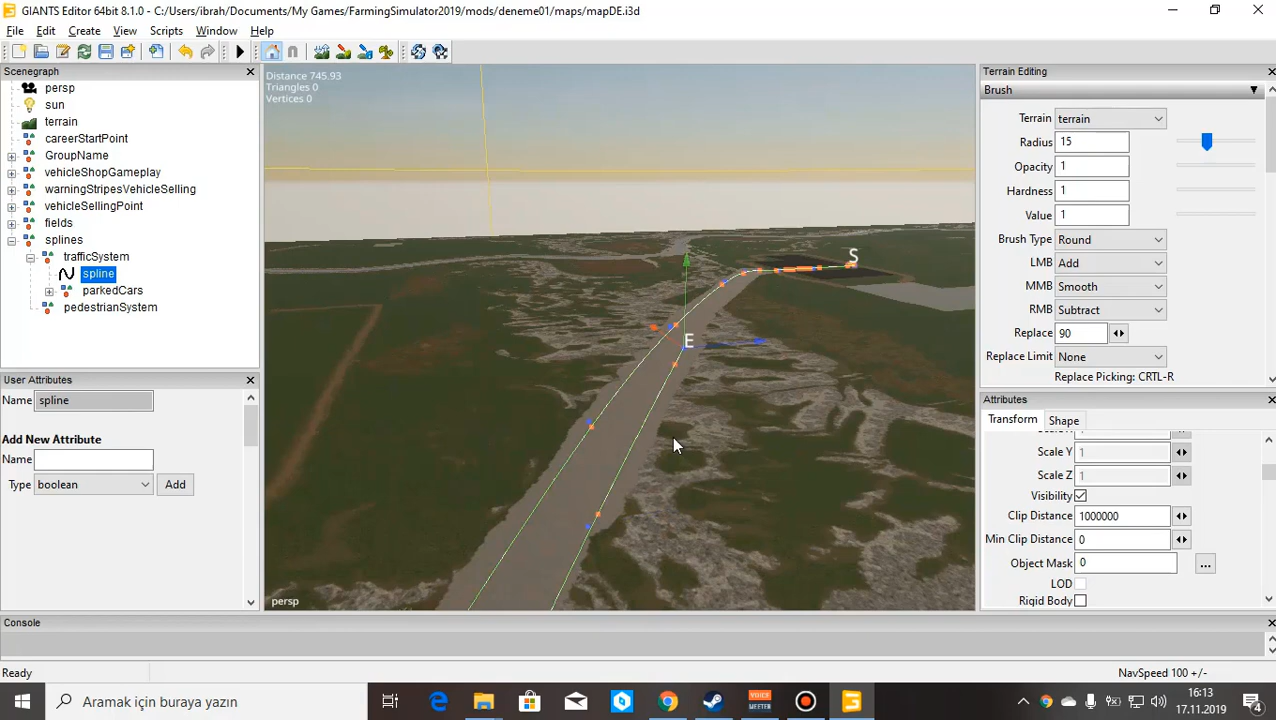 GIANTS Editor 64bit 8.1.0 - C:/Users/ibrah/Documents/My Games/FarmingSimulator2019/mods/deneme01/maps/mapDE.i3d
File Edit Create View Scripts Window Help
Scenegraph
persp
sun
terrain
careerStartPoint
GroupName
vehicleShopGameplay
warningStripesVehicleSelling
vehicleSellingPoint
fields
splines
trafficSystem
spline
parkedCars
pedestrianSystem
User Attributes
Name spline
Add New Attribute
Name
Type boolean Add
Distance 745.93
Triangles 0
Vertices 0
S
E
persp
Terrain Editing
Brush
Terrain terrain
Radius 15
Opacity 1
Hardness 1
Value 1
Brush Type Round
LMB Add
MMB Smooth
RMB Subtract
Replace 90
Replace Limit None
Replace Picking: CRTL-R
Attributes
Transform Shape
Scale Y 1
Scale Z 1
Visibility
Clip Distance 1000000
Min Clip Distance 0
Object Mask 0 ...
LOD
Rigid Body
Console
Ready
NavSpeed 100 +/-
Aramak için buraya yazın
VOICE
MEETER
16:13
17.11.2019
4